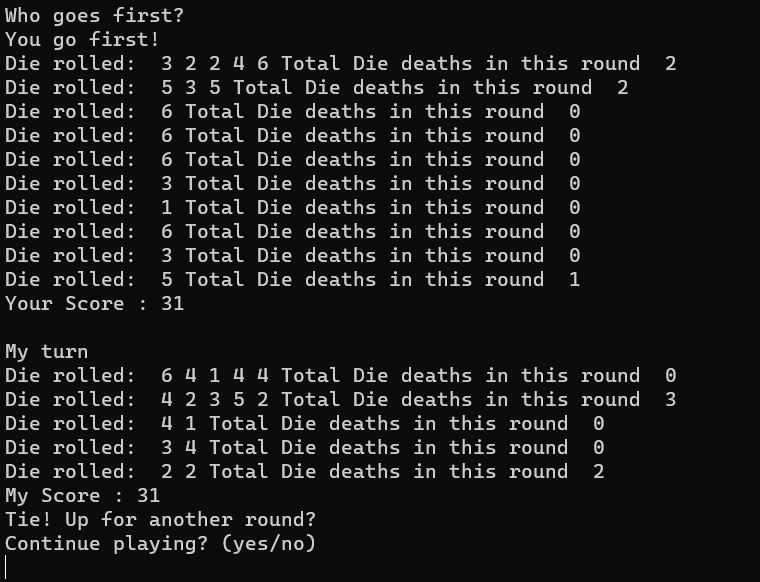 Who goes first?
You go first!
Die rolled:  3 2 2 4 6 Total Die deaths in this round  2
Die rolled:  5 3 5 Total Die deaths in this round  2
Die rolled:  6 Total Die deaths in this round  0
Die rolled:  6 Total Die deaths in this round  0
Die rolled:  6 Total Die deaths in this round  0
Die rolled:  3 Total Die deaths in this round  0
Die rolled:  1 Total Die deaths in this round  0
Die rolled:  6 Total Die deaths in this round  0
Die rolled:  3 Total Die deaths in this round  0
Die rolled:  5 Total Die deaths in this round  1
Your Score : 31

My turn
Die rolled:  6 4 1 4 4 Total Die deaths in this round  0
Die rolled:  4 2 3 5 2 Total Die deaths in this round  3
Die rolled:  4 1 Total Die deaths in this round  0
Die rolled:  3 4 Total Die deaths in this round  0
Die rolled:  2 2 Total Die deaths in this round  2
My Score : 31
Tie! Up for another round?
Continue playing? (yes/no)